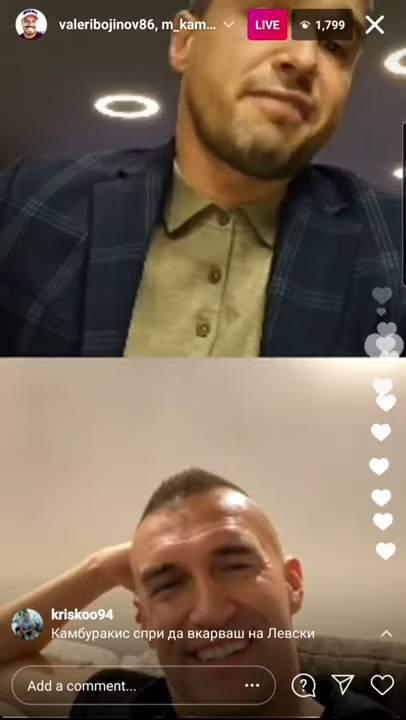 valeribojinov86, m_kam... LIVE 1,799
kriskoo94
Камбуракис спри да вкарваш на Левски
Add a comment...